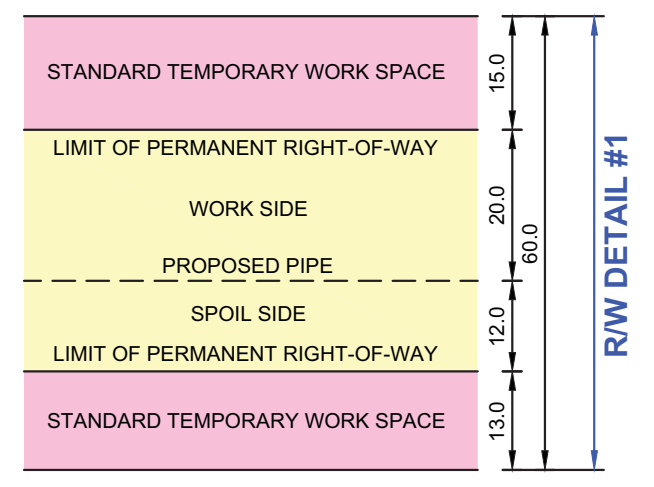 STANDARD TEMPORARY WORK SPACE
15.0
LIMIT OF PERMANENT RIGHT-OF-WAY
WORK SIDE
20.0
PROPOSED PIPE
60.0
SPOIL SIDE
12.0
LIMIT OF PERMANENT RIGHT-OF-WAY
STANDARD TEMPORARY WORK SPACE
13.0
R/W DETAIL #1